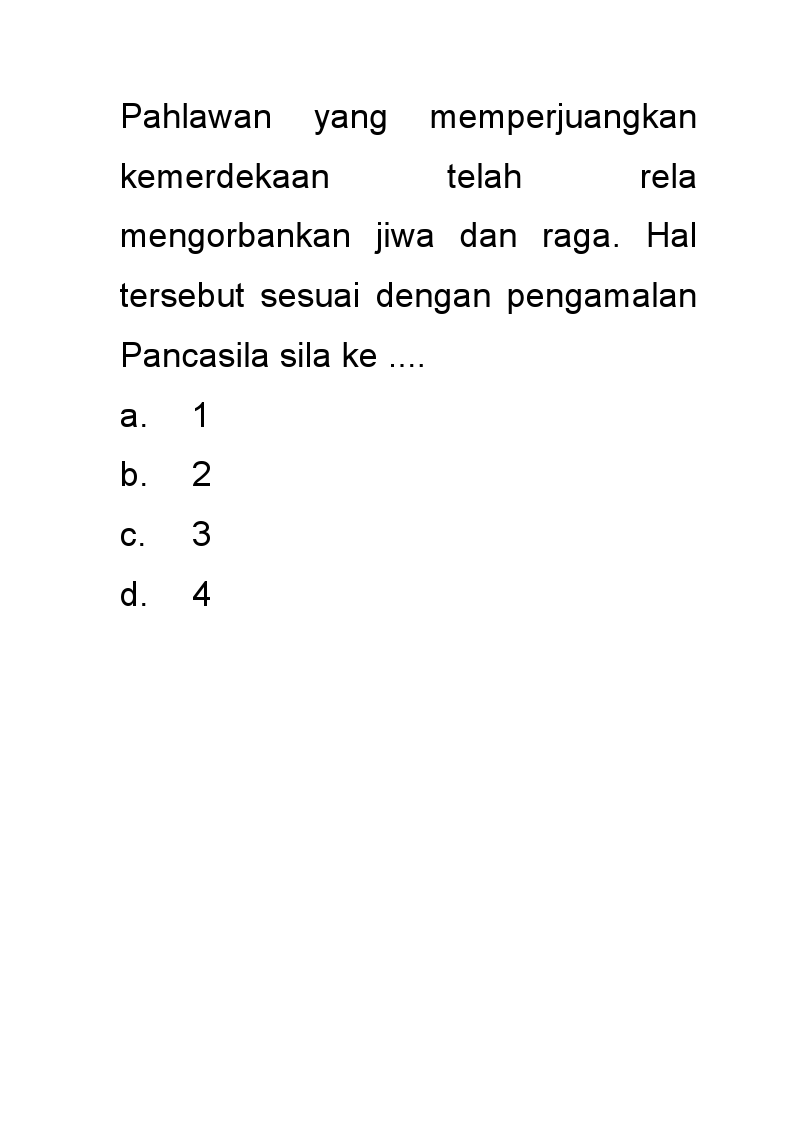 Pahlawan yang memperjuangkan
kemerdekaan telah rela
mengorbankan jiwa dan raga. Hal
tersebut sesuai dengan pengamalan
Pancasila sila ke ....
a. 1
b. 2
c. 3
d. 4